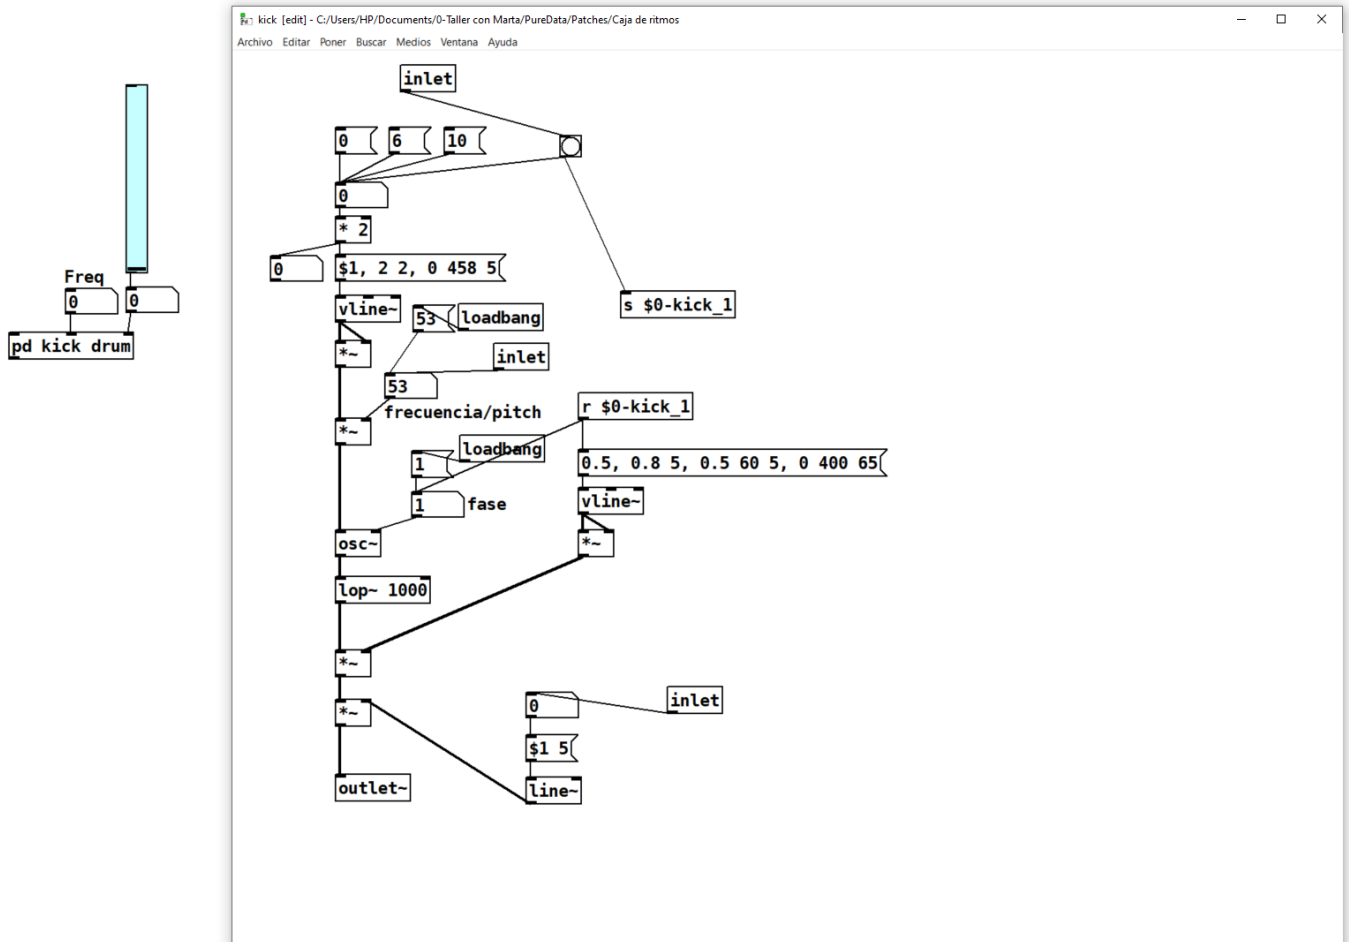 kick [edit] - C:/Users/HP/Documents/0-Taller con Marta/PureData/Patches/Caja de ritmos
Archivo Editar Poner Buscar Medios Ventana Ayuda
inlet
0 6 10
0
* 2
0 $1, 2 2, 0 458 5
s $0-kick_1
vline~ 53 loadbang
*~ inlet
53
frecuencia/pitch
r $0-kick_1
*~
loadbang
1 0.5, 0.8 5, 0.5 60 5, 0 400 65
1 fase vline~
osc~ *~
lop~ 1000
*~
*~ 0 inlet
$1 5
outlet~ line~
Freq
0 0
pd kick drum